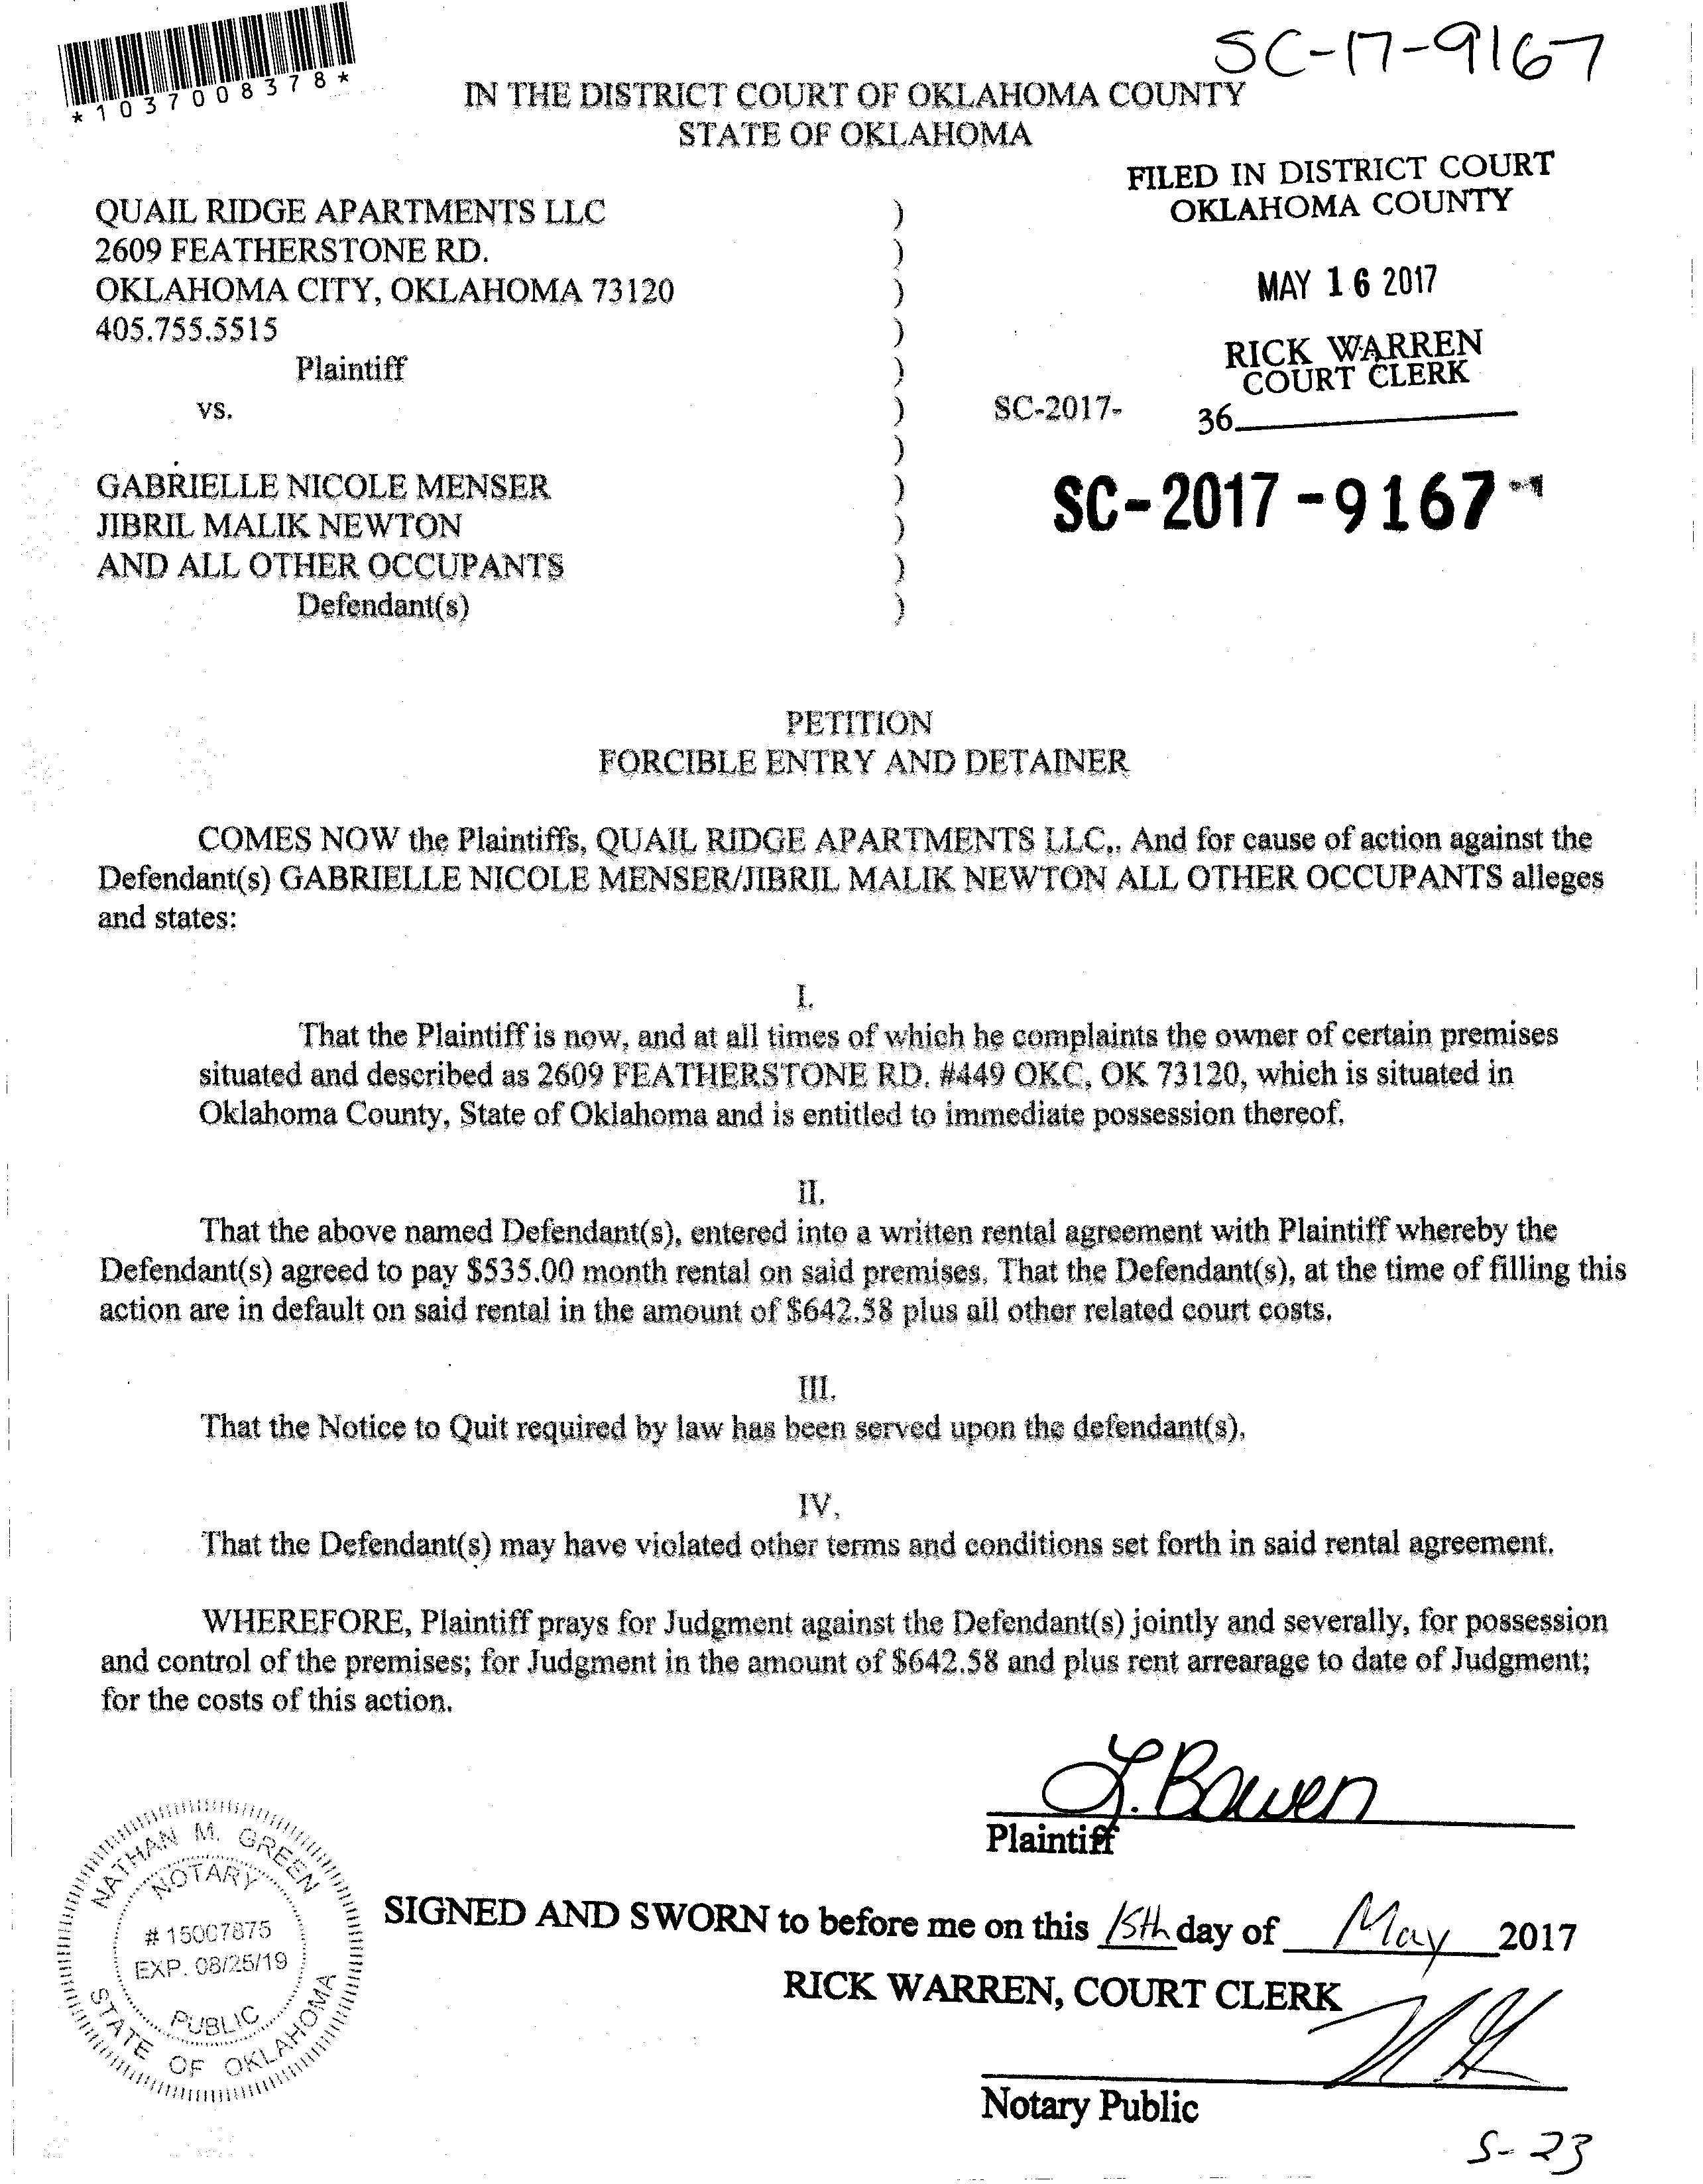 SC-17-9167
*1037008378*
IN THE DISTRICT COURT OF OKLAHOMA COUNTY
STATE OF OKLAHOMA
FILED IN DISTRICT COURT
OKLAHOMA COUNTY
MAY 16 2017
RICK WARREN
COURT CLERK
36
QUAIL RIDGE APARTMENTS LLC )
2609 FEATHERSTONE RD. )
OKLAHOMA CITY, OKLAHOMA 73120 )
405.755.5515 )
Plaintiff )
vs. ) SC-2017-
)
GABRIELLE NICOLE MENSER ) SC-2017-9167
JIBRIL MALIK NEWTON )
AND ALL OTHER OCCUPANTS )
Defendant(s) )
PETITION
FORCIBLE ENTRY AND DETAINER
COMES NOW the Plaintiffs, QUAIL RIDGE APARTMENTS LLC,. And for cause of action against the
Defendant(s) GABRIELLE NICOLE MENSER/JIBRIL MALIK NEWTON ALL OTHER OCCUPANTS alleges
and states:
I.
That the Plaintiff is now, and at all times of which he complaints the owner of certain premises
situated and described as 2609 FEATHERSTONE RD. #449 OKC, OK 73120, which is situated in
Oklahoma County, State of Oklahoma and is entitled to immediate possession thereof.
II.
That the above named Defendant(s), entered into a written rental agreement with Plaintiff whereby the
Defendant(s) agreed to pay $535.00 month rental on said premises. That the Defendant(s), at the time of filling this
action are in default on said rental in the amount of $642.58 plus all other related court costs.
III.
That the Notice to Quit required by law has been served upon the defendant(s).
IV.
That the Defendant(s) may have violated other terms and conditions set forth in said rental agreement.
WHEREFORE, Plaintiff prays for Judgment against the Defendant(s) jointly and severally, for possession
and control of the premises; for Judgment in the amount of $642.58 and plus rent arrearage to date of Judgment;
for the costs of this action.
L. Bowen
Plaintiff
NATHAN M. GREEN
NOTARY
# 15007875
EXP. 08/25/19
PUBLIC
STATE OF OKLAHOMA
SIGNED AND SWORN to before me on this 15th day of May 2017
RICK WARREN, COURT CLERK
Notary Public
5-23